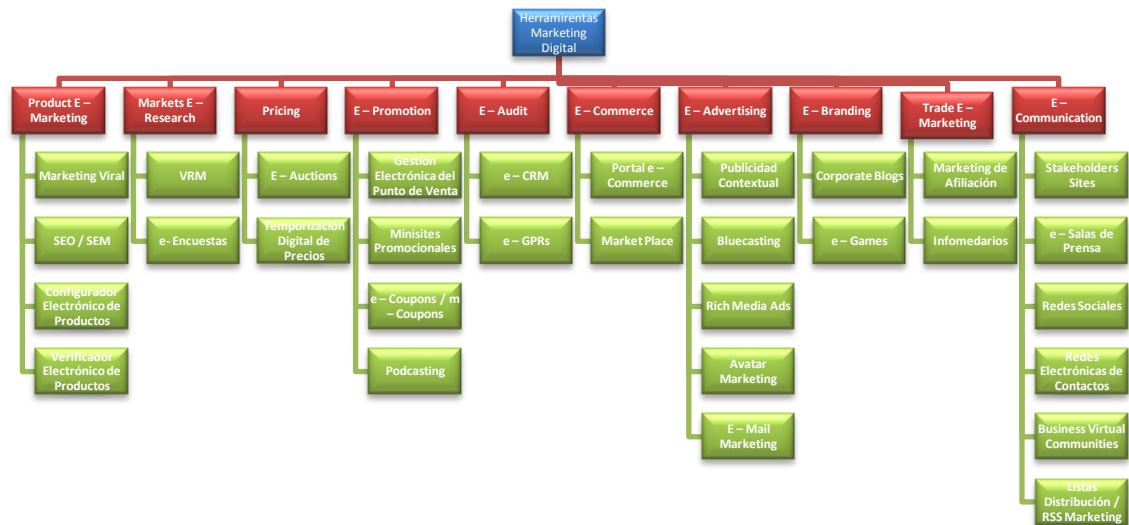 Herramirentas
Marketing
Digital
Product E –
Marketing
Marketing Viral
SEO / SEM
Configurador
Electrónico de
Productos
Verificador
Electrónico de
Productos
Markets E –
Research
VRM
e- Encuestas
Pricing
E – Auctions
Temporización
Digital de
Precios
E – Promotion
Gestión
Electrónica del
Punto de Venta
Minisites
Promocionales
e – Coupons / m
– Coupons
Podcasting
E – Audit
e – CRM
e – GPRs
E – Commerce
Portal e –
Commerce
Market Place
E – Advertising
Publicidad
Contextual
Bluecasting
Rich Media Ads
Avatar
Marketing
E – Mail
Marketing
E – Branding
Corporate Blogs
e – Games
Trade E –
Marketing
Marketing de
Afiliación
Infomedarios
E –
Communication
Stakeholders
Sites
e – Salas de
Prensa
Redes Sociales
Redes
Electrónicas de
Contactos
Business Virtual
Communities
Listas
Distribución /
RSS Marketing